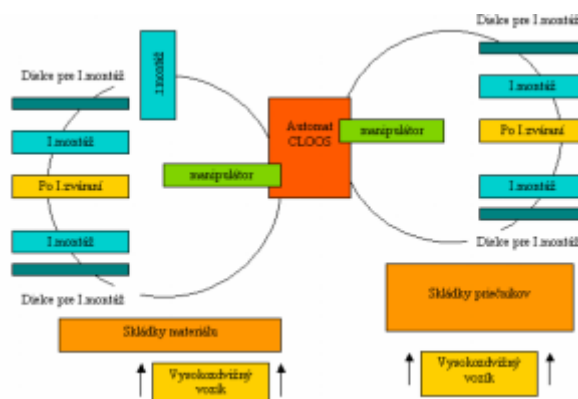 Dielce pre I.montáž
I.montáž
I.montáž
Po I.zváraní
I.montáž
Dielce pre I.montáž
manipulátor
Automat
CLOOS
manipulátor
Dielce pre I.montáž
I.montáž
Po I.zváraní
I.montáž
Dielce pre I.montáž
Skládky materiálu
Vysokozdvižný
vozík
Skládky priečnikov
Vysokozdvižný
vozík